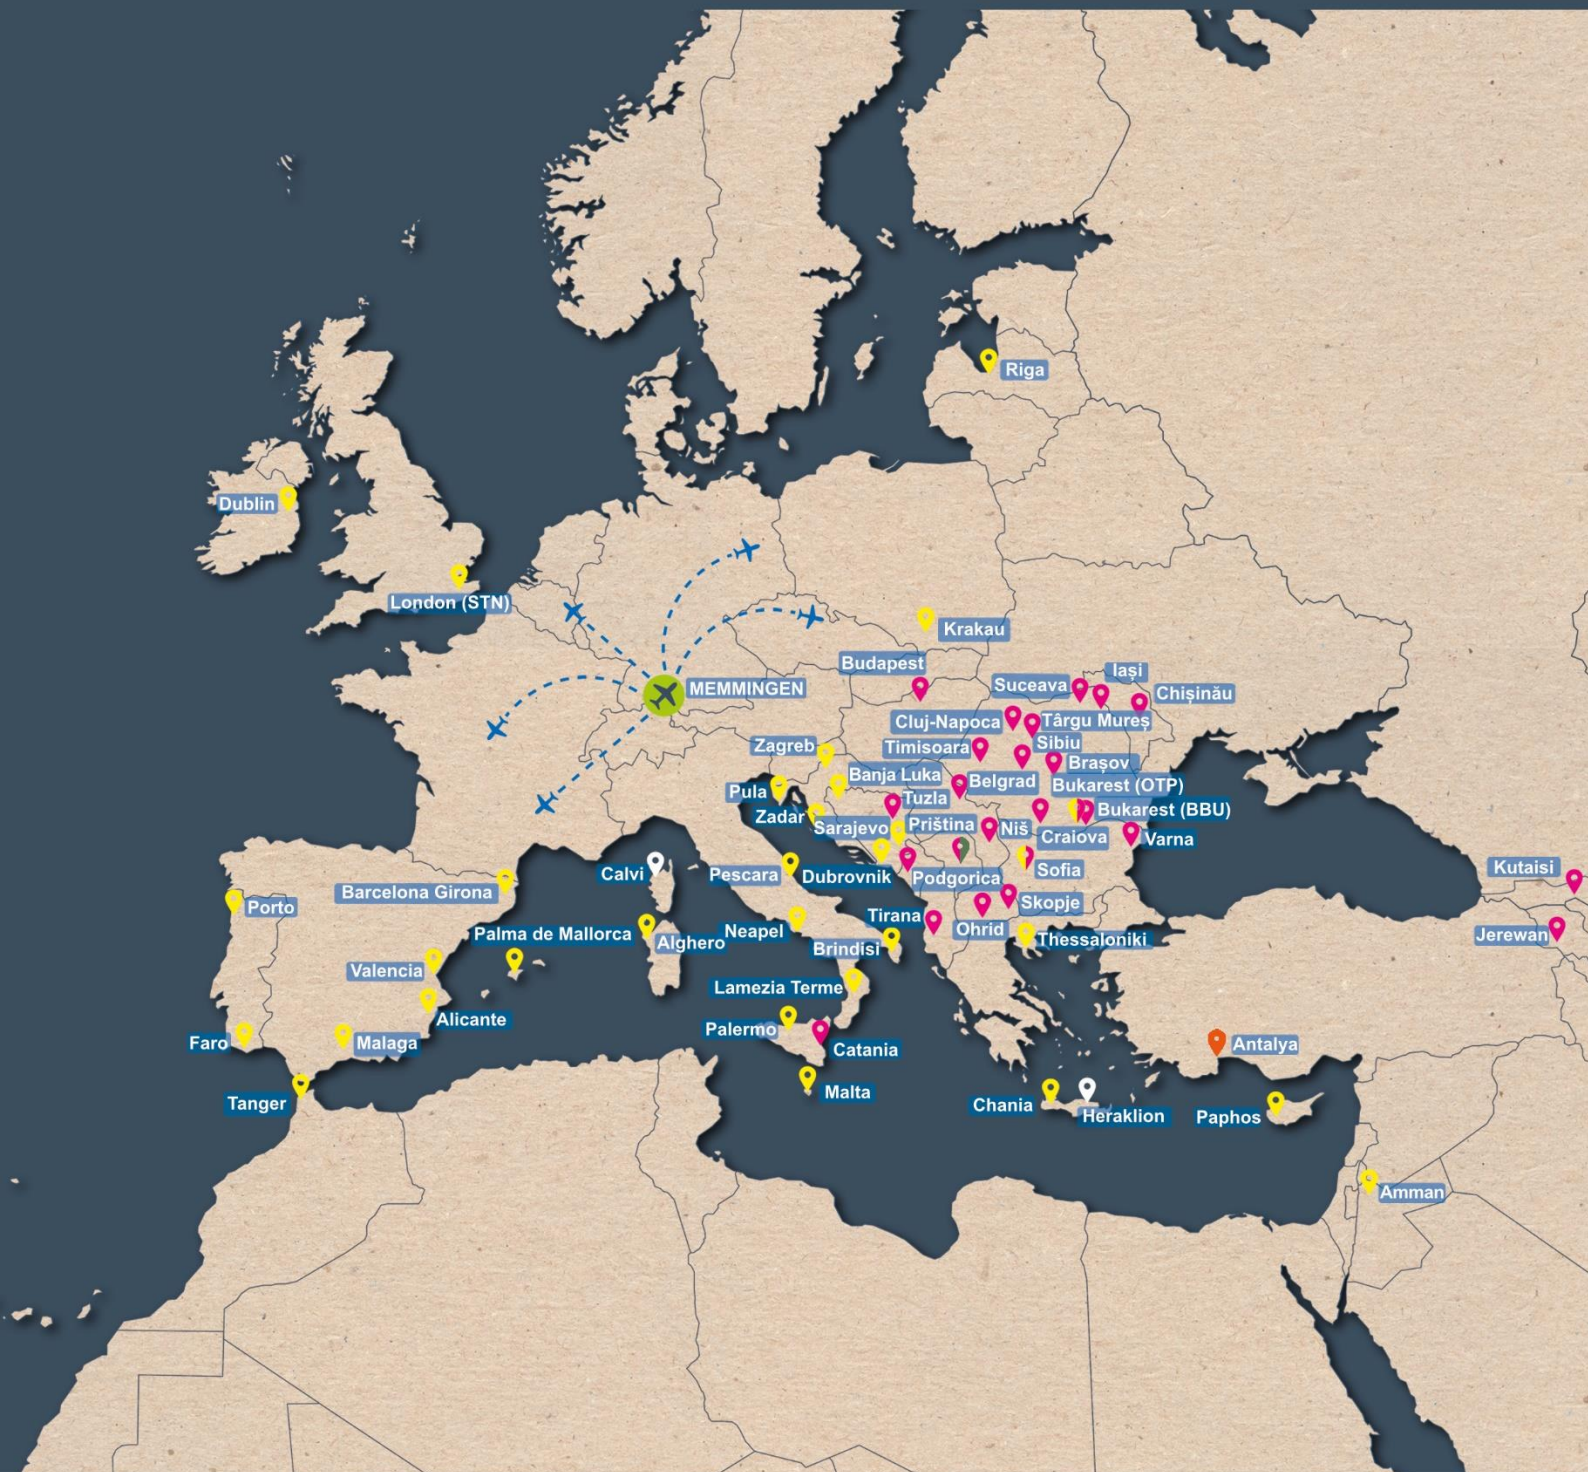 Riga
Dublin
London (STN)
Krakau
Budapest
Iași
Suceava
Chișinău
MEMMINGEN
Cluj-Napoca
Târgu Mureș
Zagreb
Timisoara
Sibiu
Brașov
Banja Luka
Belgrad
Bukarest (OTP)
Pula
Tuzla
Bukarest (BBU)
Zadar
Sarajevo
Priština
Niš
Craiova
Varna
Calvi
Pescara
Dubrovnik
Podgorica
Sofia
Kutaisi
Barcelona Girona
Porto
Skopje
Tirana
Ohrid
Jerewan
Palma de Mallorca
Alghero
Neapel
Brindisi
Thessaloniki
Valencia
Lamezia Terme
Alicante
Palermo
Faro
Malaga
Catania
Antalya
Malta
Tanger
Chania
Heraklion
Paphos
Amman